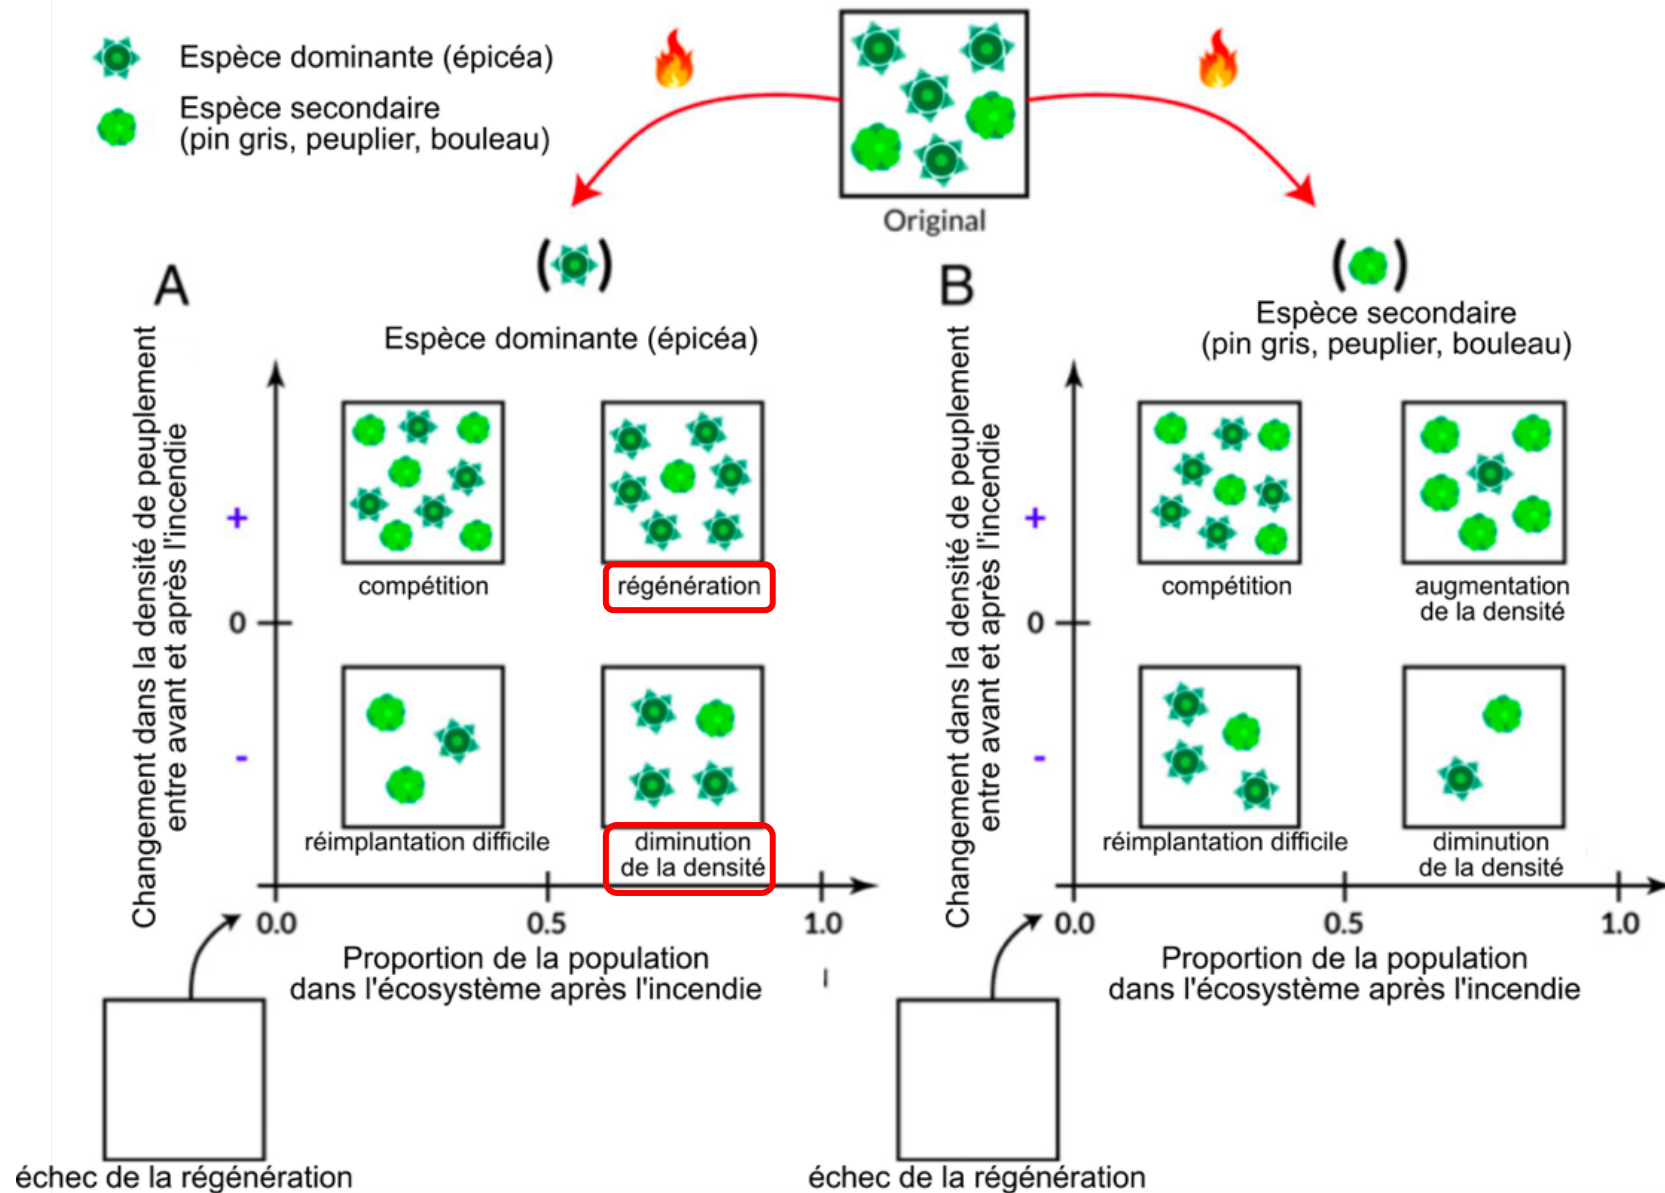 Espèce dominante (épicéa)
Espèce secondaire
(pin gris, peuplier, bouleau)
Original
A
Espèce dominante (épicéa)
Changement dans la densité de peuplement
entre avant et après l'incendie
+
0
-
compétition
régénération
réimplantation difficile
diminution
de la densité
0.0
0.5
1.0
Proportion de la population
dans l'écosystème après l'incendie
échec de la régénération
B
Espèce secondaire
(pin gris, peuplier, bouleau)
Changement dans la densité de peuplement
entre avant et après l'incendie
+
0
-
compétition
augmentation
de la densité
réimplantation difficile
diminution
de la densité
0.0
0.5
1.0
Proportion de la population
dans l'écosystème après l'incendie
échec de la régénération